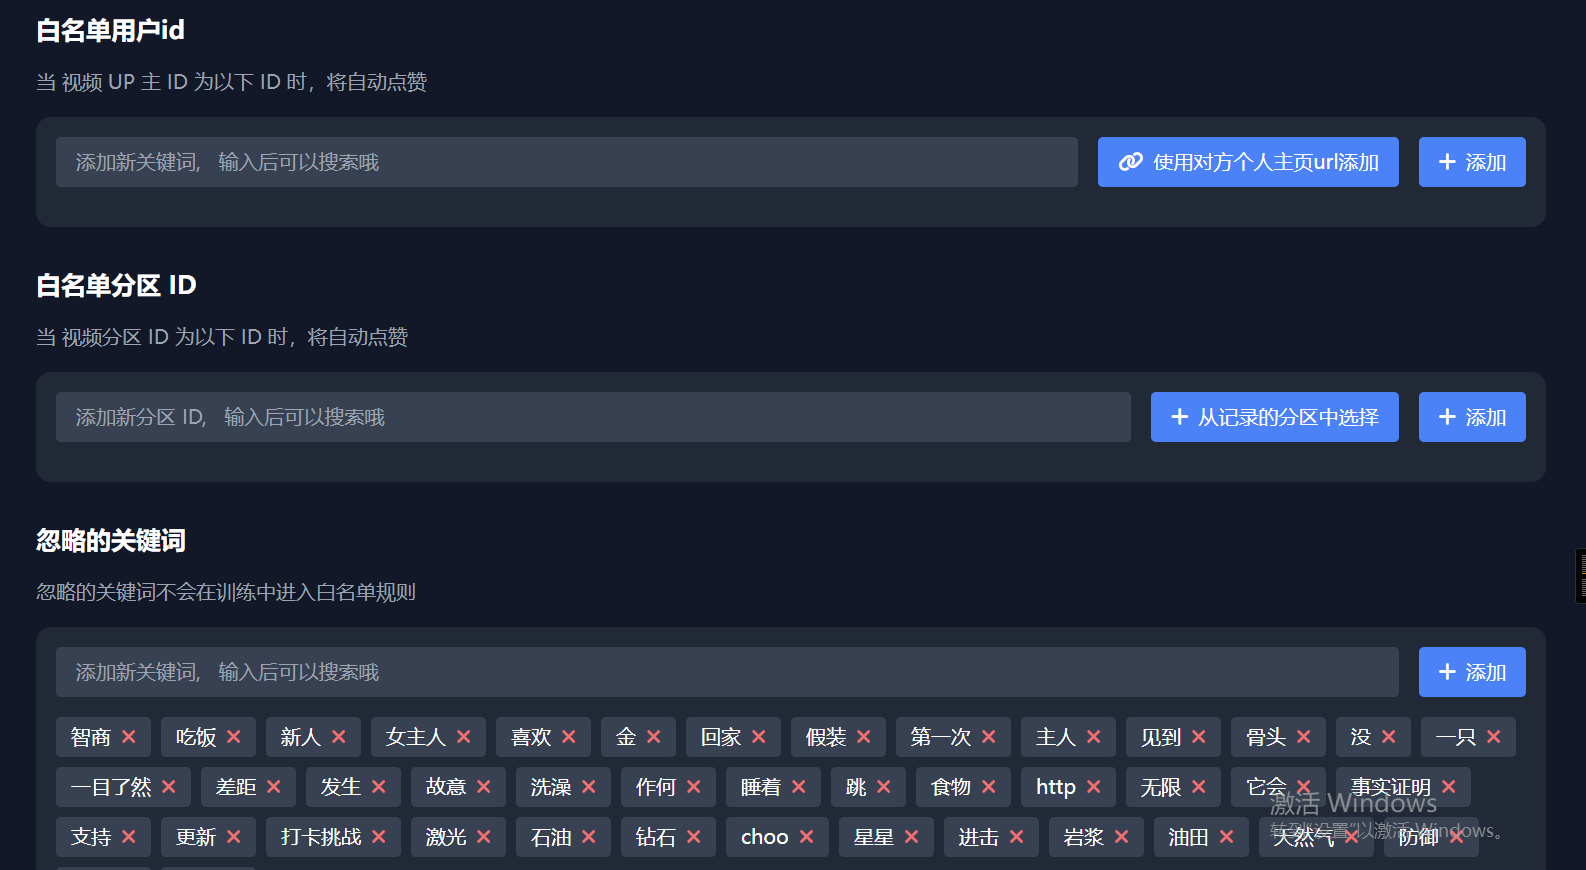 白名单用户id
当 视频 UP 主 ID 为以下 ID 时，将自动点赞
添加新关键词， 输入后可以搜索哦 使用对方个人主页url添加 添加
白名单分区 ID
当 视频分区 ID 为以下 ID 时，将自动点赞
添加新分区 ID， 输入后可以搜索哦 从记录的分区中选择 添加
忽略的关键词
忽略的关键词不会在训练中进入白名单规则
添加新关键词， 输入后可以搜索哦 添加
智商 吃饭 新人 女主人 喜欢 金 回家 假装 第一次 主人 见到 骨头 没 一只
一目了然 差距 发生 故意 洗澡 作何 睡着 跳 食物 http 无限 它会 事实证明
激活 Windows
支持 更新 打卡挑战 激光 石油 钻石 choo 星星 进击 岩浆 油田 天然气 防御
转到"设置"以激活 Windows。